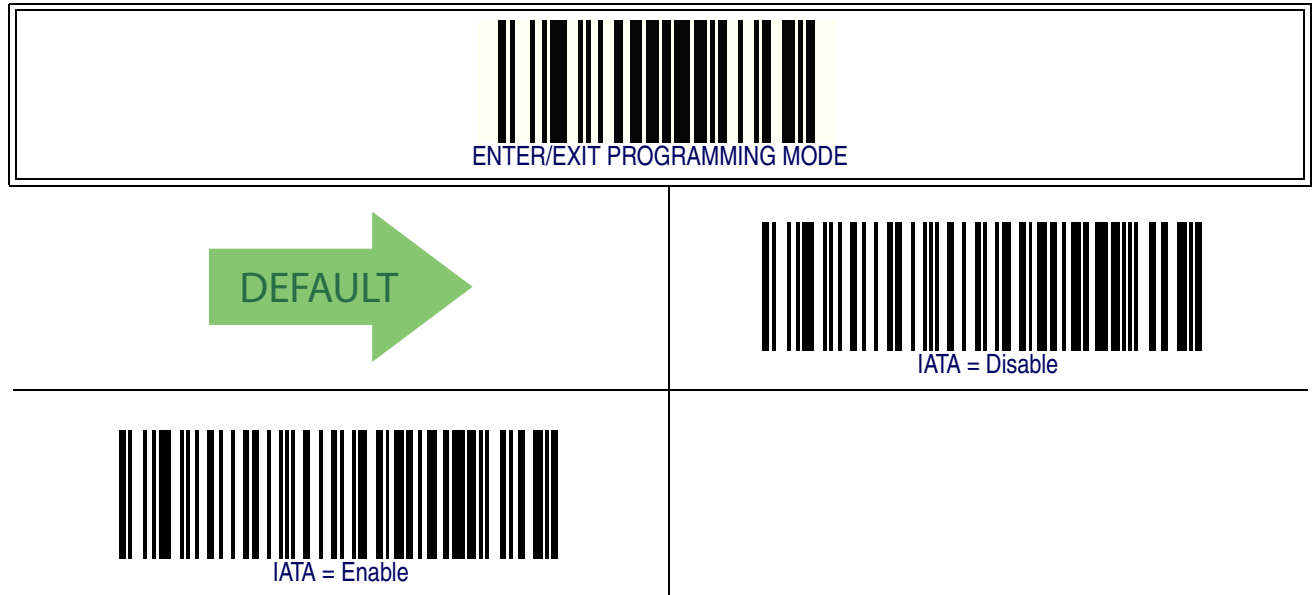 ENTER/EXIT PROGRAMMING MODE
DEFAULT
IATA = Disable
IATA = Enable